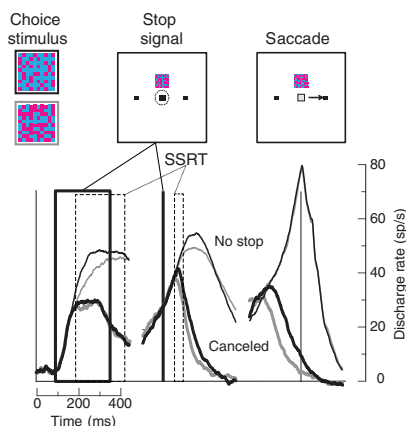 Choice
stimulus
Stop
signal
Saccade
SSRT
No stop
Canceled
80
60
40
20
0
Discharge rate (sp/s)
0 200 400
Time (ms)